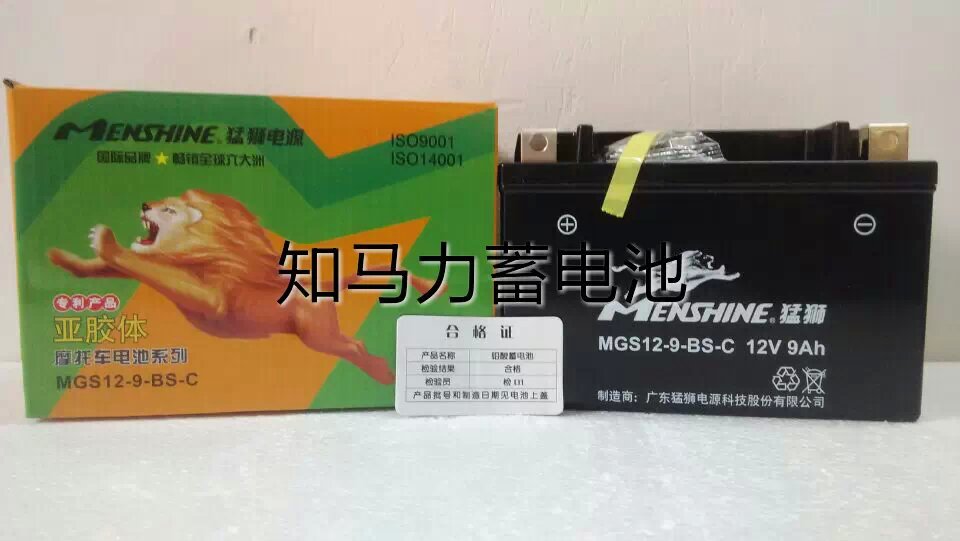 MENSHINE® 猛狮电源
国际品牌★畅销全球六大洲
ISO9001
ISO14001
专利产品
亚胶体
摩托车电池系列
MGS12-9-BS-C
知马力蓄电池
合格证
产品名称 铅酸蓄电池
检验结果 合格
检验员 检131
产品批号和制造日期见电池上盖
MENSHINE® 猛狮
MGS12-9-BS-C 12V 9Ah
制造商：广东猛狮电源科技股份有限公司